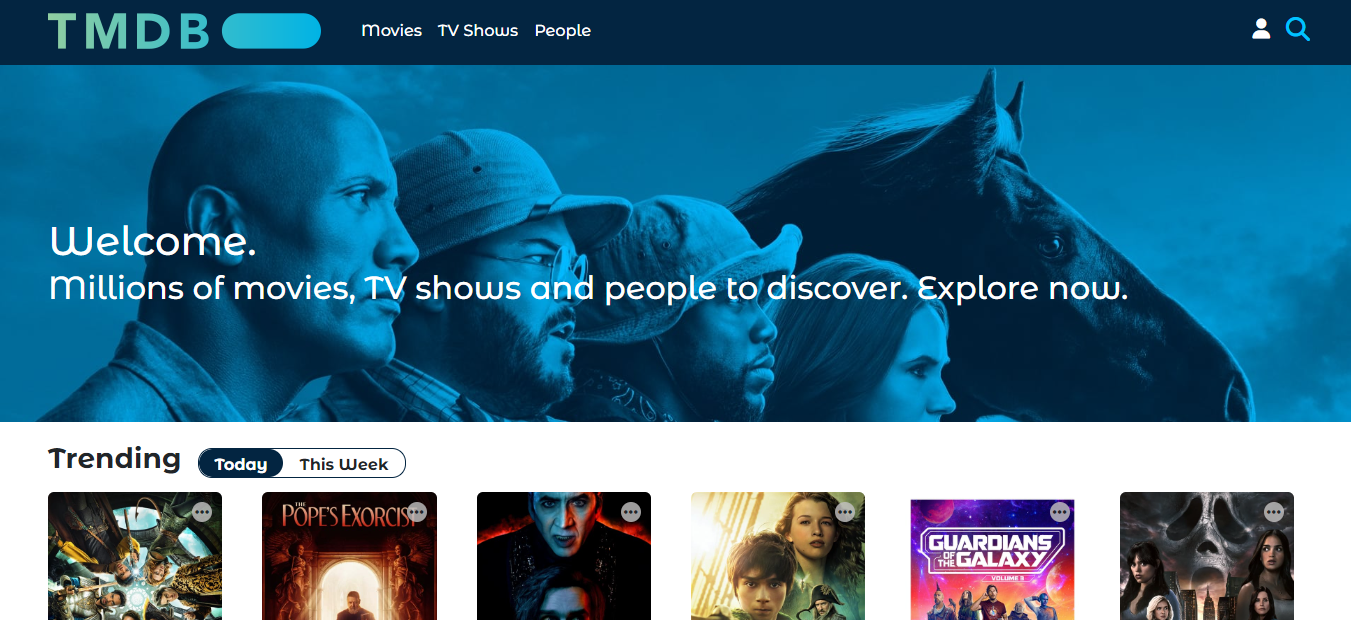 TMDB
Movies TV Shows People
Welcome.
Millions of movies, TV shows and people to discover. Explore now.
Trending Today This Week
THE POPE'S EXORCIST
GUARDIANS
OF THE GALAXY
VOLUME 3